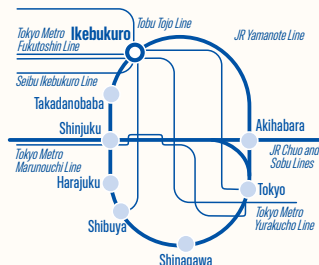 Tobu Tojo Line
Tokyo Metro
Fukutoshin Line
Ikebukuro
JR Yamanote Line
Seibu Ikebukuro Line
Takadanobaba
Shinjuku
Akihabara
Tokyo Metro
Marunouchi Line
JR Chuo and
Sobu Lines
Harajuku
Tokyo
Shibuya
Tokyo Metro
Yurakucho Line
Shinagawa